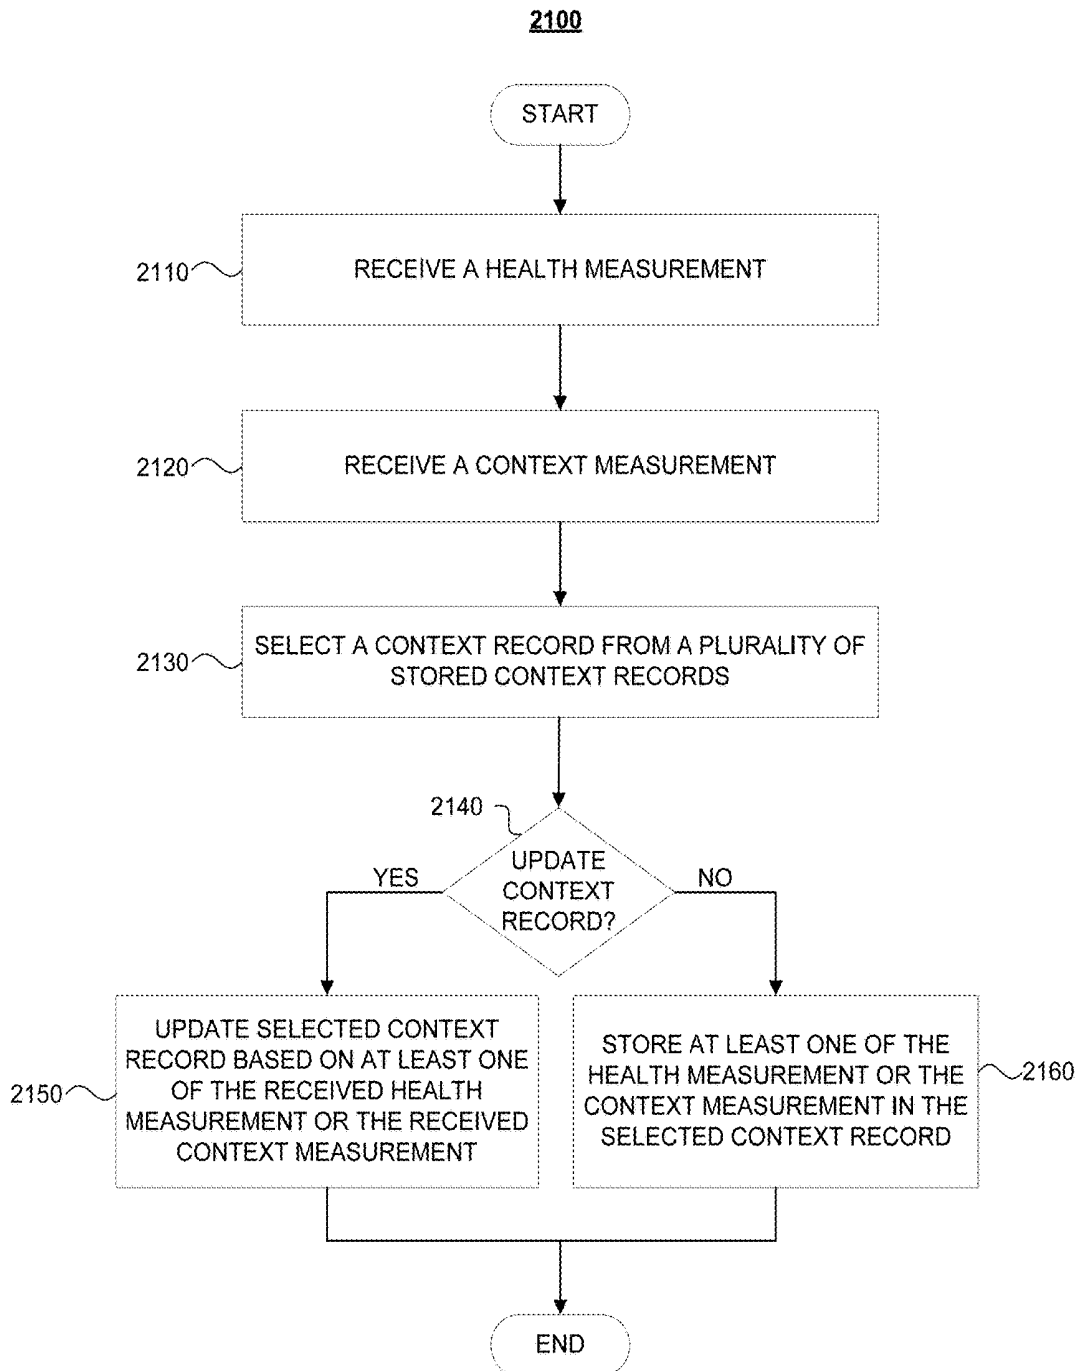 2100
START
2110
RECEIVE A HEALTH MEASUREMENT
2120
RECEIVE A CONTEXT MEASUREMENT
2130
SELECT A CONTEXT RECORD FROM A PLURALITY OF
STORED CONTEXT RECORDS
2140
UPDATE
CONTEXT
RECORD?
YES
NO
2150
UPDATE SELECTED CONTEXT
RECORD BASED ON AT LEAST ONE
OF THE RECEIVED HEALTH
MEASUREMENT OR THE RECEIVED
CONTEXT MEASUREMENT
STORE AT LEAST ONE OF THE
HEALTH MEASUREMENT OR THE
CONTEXT MEASUREMENT IN THE
SELECTED CONTEXT RECORD
2160
END